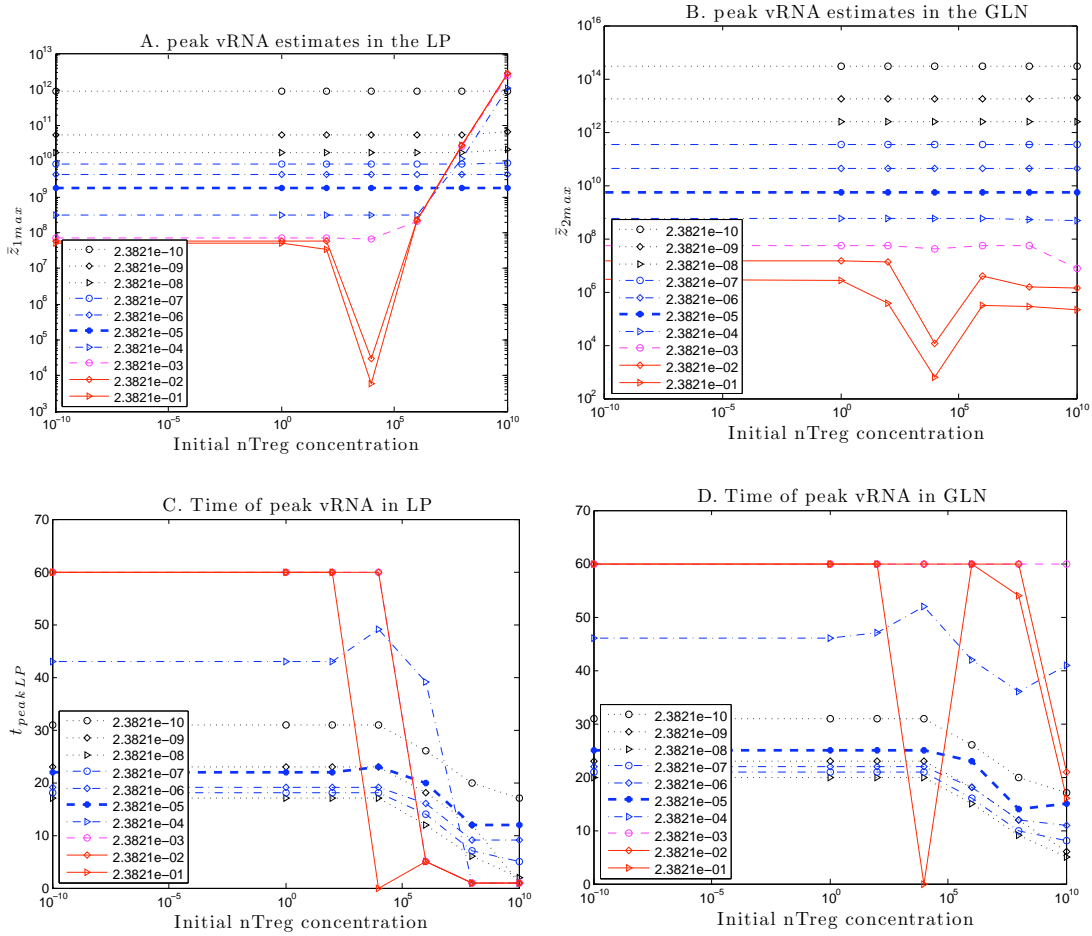 A. peak vRNA estimates in the LP
10^13
10^12
10^11
10^10
10^9
10^8
10^7
10^6
10^5
10^4
10^3
z̄_1max
2.3821e−10
2.3821e−09
2.3821e−08
2.3821e−07
2.3821e−06
2.3821e−05
2.3821e−04
2.3821e−03
2.3821e−02
2.3821e−01
10^−10 10^−5 10^0 10^5 10^10
Initial nTreg concentration
B. peak vRNA estimates in the GLN
10^16
10^14
10^12
10^10
10^8
10^6
10^4
10^2
z̄_2max
2.3821e−10
2.3821e−09
2.3821e−08
2.3821e−07
2.3821e−06
2.3821e−05
2.3821e−04
2.3821e−03
2.3821e−02
2.3821e−01
10^−10 10^−5 10^0 10^5 10^10
Initial nTreg concentration
C. Time of peak vRNA in LP
70
60
50
40
30
20
10
0
t_peak LP
2.3821e−10
2.3821e−09
2.3821e−08
2.3821e−07
2.3821e−06
2.3821e−05
2.3821e−04
2.3821e−03
2.3821e−02
2.3821e−01
10^−10 10^−5 10^0 10^5 10^10
Initial nTreg concentration
D. Time of peak vRNA in GLN
70
60
50
40
30
20
10
0
2.3821e−10
2.3821e−09
2.3821e−08
2.3821e−07
2.3821e−06
2.3821e−05
2.3821e−04
2.3821e−03
2.3821e−02
2.3821e−01
10^−10 10^−5 10^0 10^5 10^10
Initial nTreg concentration